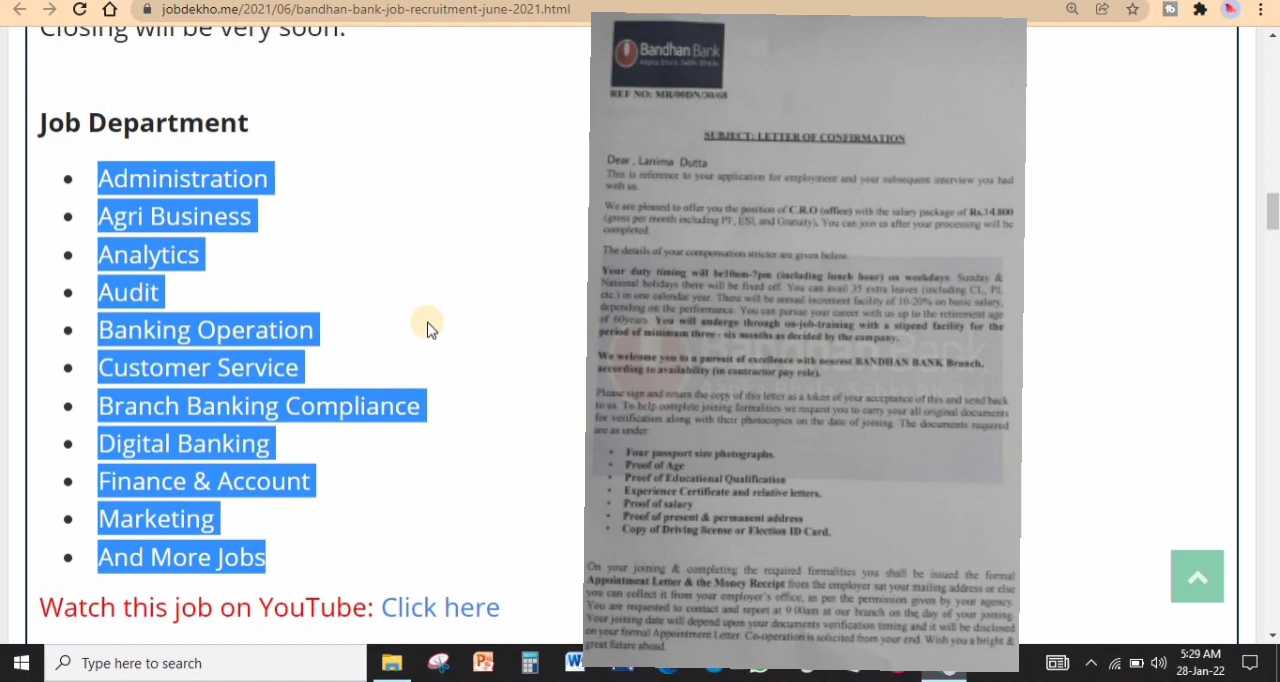 jobdekho.me/2021/06/bandhan-bank-job-recruitment-june-2021.html
Closing will be very soon.
Job Department
Administration
Agri Business
Analytics
Audit
Banking Operation
Customer Service
Branch Banking Compliance
Digital Banking
Finance & Account
Marketing
And More Jobs
Watch this job on YouTube: Click here
Bandhan Bank
Aapka Bhala, Sabki Bhalai.
REF NO: MR/00DN/30/68
SUBJECT: LETTER OF CONFIRMATION
Dear , Lanima Dutta
This is reference to your application for employment and your subsequent interview you had
with us.
We are pleased to offer you the position of C.R.O (office) with the salary package of Rs.14,800
(gross per month including PF, ESI, and Gratuity). You can join us after your processing will be
completed.
The details of your compensation stricter are given below.
Your duty timing will be10am-7pm (including lunch hour) on weekdays. Sunday &
National holidays there will be fixed off. You can avail 35 extra leaves (including CL, PL
etc.) in one calendar year. There will be annual increment facility of 10-20% on basic salary,
depending on the performance. You can pursue your career with us up to the retirement age
of 60years. You will undergo through on-job-training with a stipend facility for the
period of minimum three - six months as decided by the company.
We welcome you to a pursuit of excellence with nearest BANDHAN BANK Branch,
according to availability (in contractor pay role).
Please sign and return the copy of this letter as a token of your acceptance of this and send back
to us. To help complete joining formalities we request you to carry your all original documents
for verification along with their photocopies on the date of joining. The documents required
are as under:
Four passport size photographs.
Proof of Age
Proof of Educational Qualification
Experience Certificate and relative letters.
Proof of salary
Proof of present & permanent address
Copy of Driving license or Election ID Card.
On your joining & completing the required formalities you shall be issued the formal
Appointment Letter & the Money Receipt from the employer sat your mailing address or else
you can collect it from your employer's office, as per the permission given by your agency.
You are requested to contact and report at 9:00am at our branch on the day of your joining.
Your joining date will depend upon your documents verification timing and it will be disclosed
on your formal Appointment Letter. Co-operation is solicited from your end. Wish you a bright &
great future ahead.
Type here to search
5:29 AM
28-Jan-22